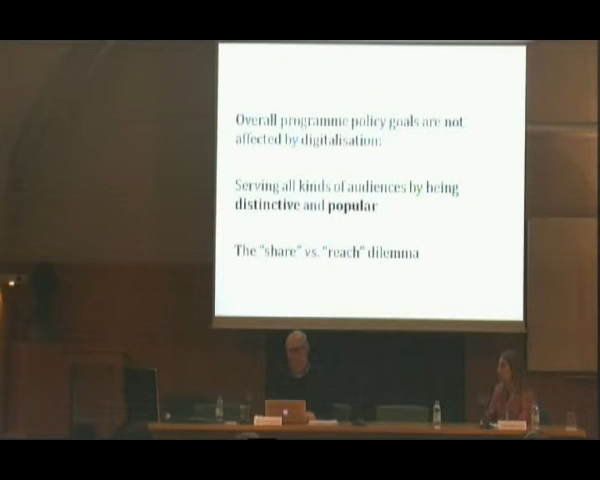 Overall programme policy goals are not
affected by digitalisation:
Serving all kinds of audiences by being
distinctive and popular
The "share" vs. "reach" dilemma